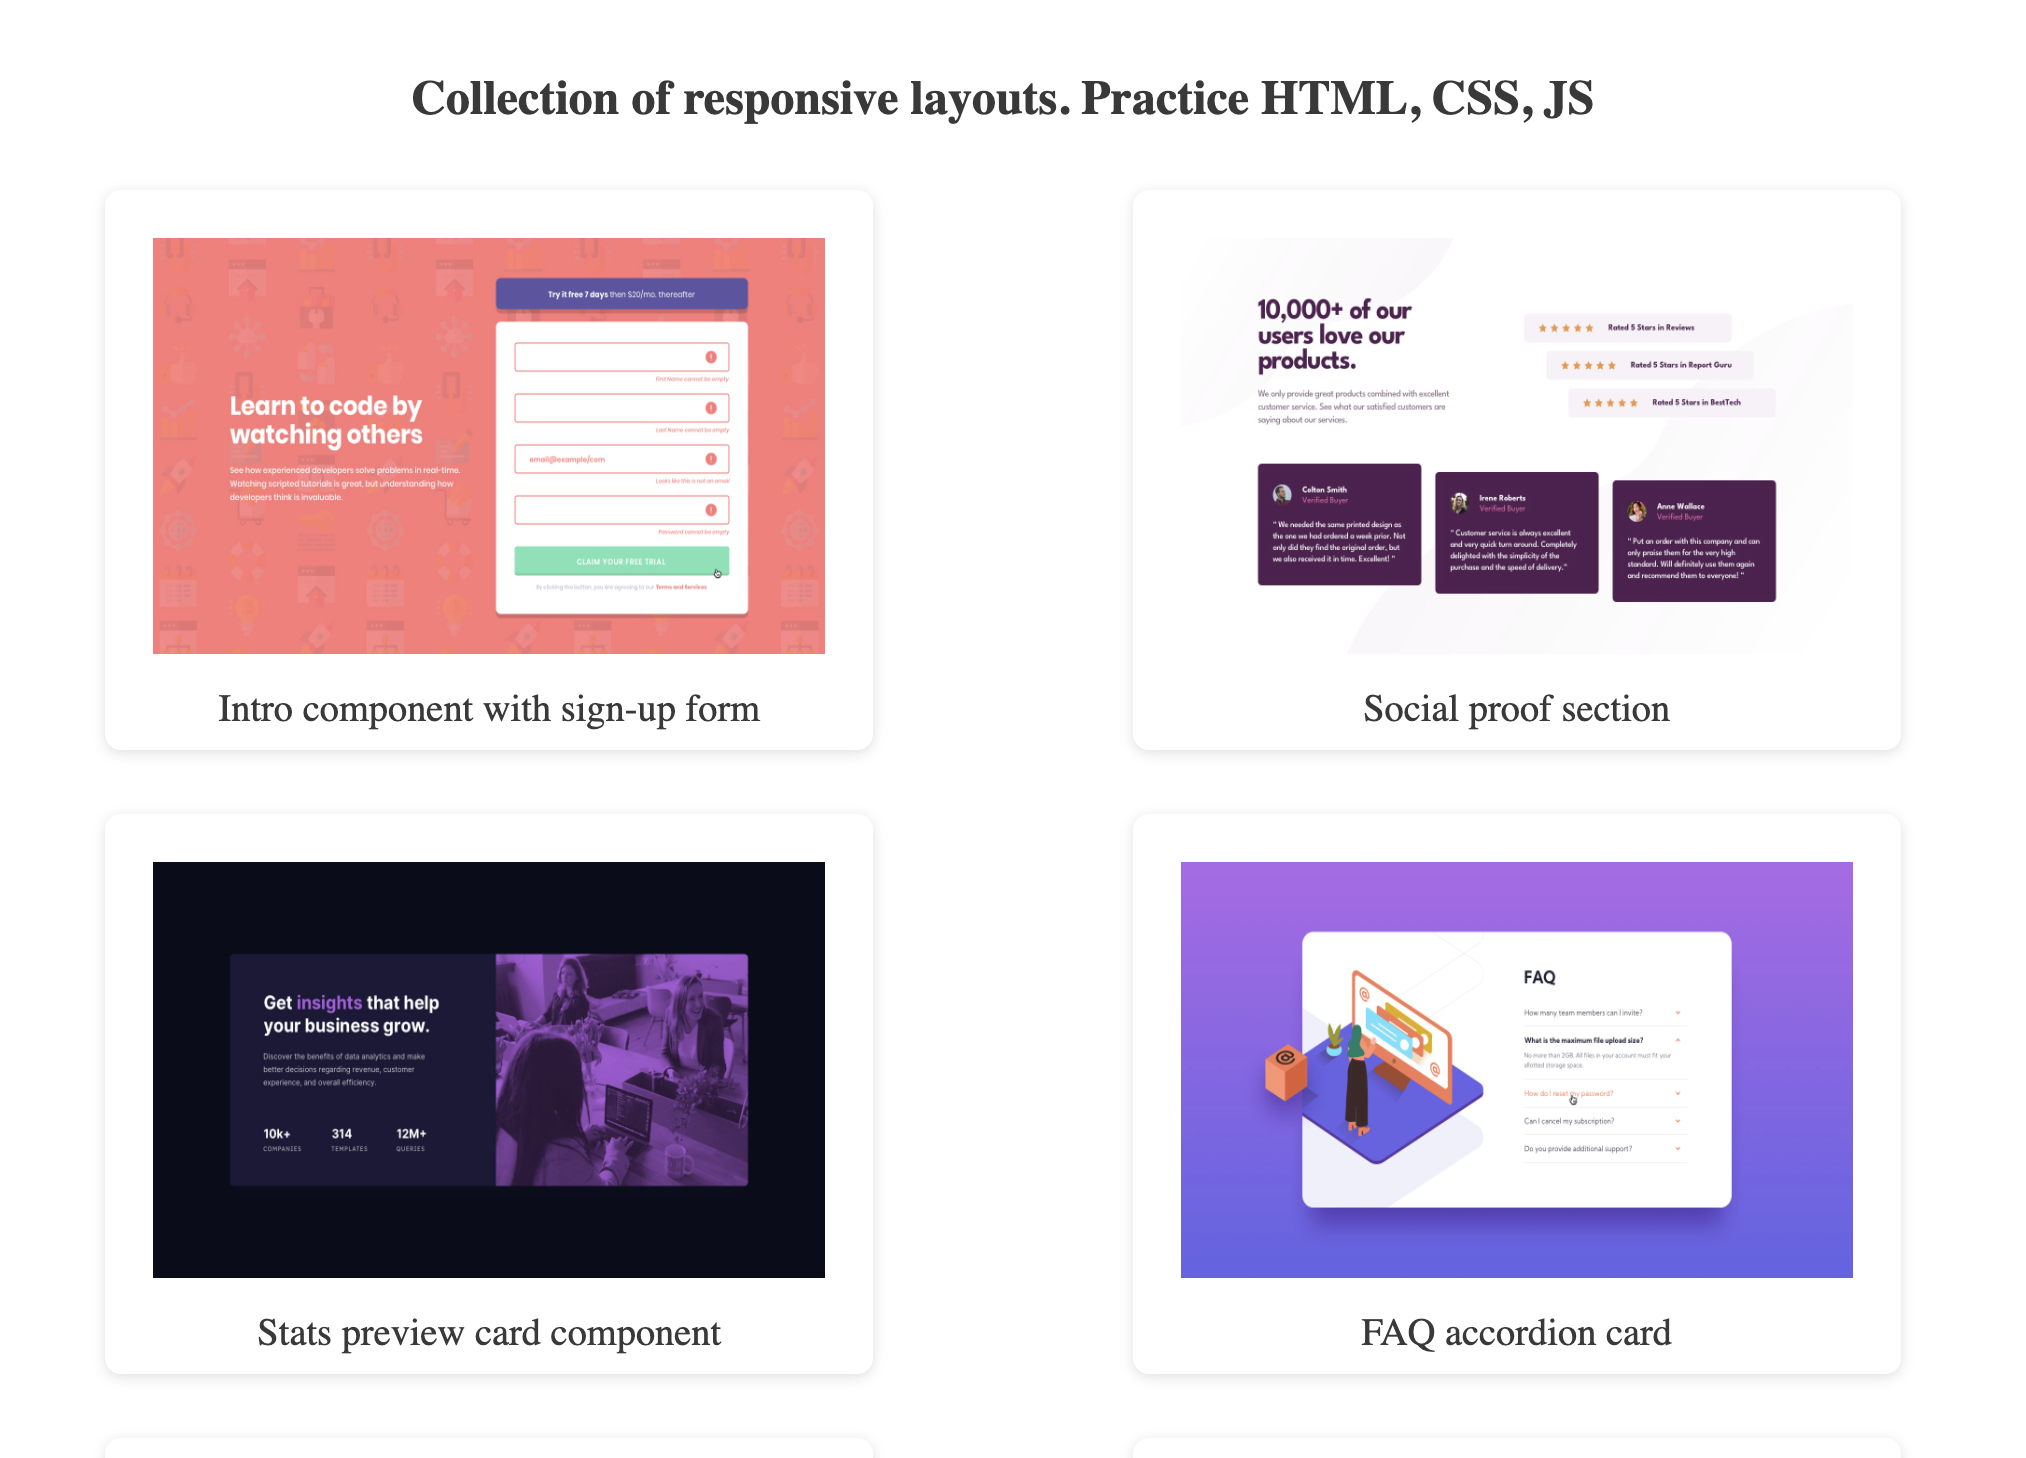 Collection of responsive layouts. Practice HTML, CSS, JS
Try it free 7 days then $20/mo. thereafter
Learn to code by
watching others
See how experienced developers solve problems in real-time.
Watching scripted tutorials is great, but understanding how
developers think is invaluable.
First Name cannot be empty
Last Name cannot be empty
email@example/com
Looks like this is not an email
Password cannot be empty
CLAIM YOUR FREE TRIAL
By clicking the button, you are agreeing to our Terms and Services
Intro component with sign-up form
10,000+ of our
users love our
products.
We only provide great products combined with excellent
customer service. See what our satisfied customers are
saying about our services.
Rated 5 Stars in Reviews
Rated 5 Stars in Report Guru
Rated 5 Stars in BestTech
Colton Smith
Verified Buyer
" We needed the same printed design as
the one we had ordered a week prior. Not
only did they find the original order, but
we also received it in time. Excellent! "
Irene Roberts
Verified Buyer
" Customer service is always excellent
and very quick turn around. Completely
delighted with the simplicity of the
purchase and the speed of delivery."
Anne Wallace
Verified Buyer
" Put an order with this company and can
only praise them for the very high
standard. Will definitely use them again
and recommend them to everyone! "
Social proof section
Get insights that help
your business grow.
Discover the benefits of data analytics and make
better decisions regarding revenue, customer
experience, and overall efficiency.
10k+
COMPANIES
314
TEMPLATES
12M+
QUERIES
Stats preview card component
FAQ
How many team members can I invite?
What is the maximum file upload size?
No more than 2GB. All files in your account must fit your
allotted storage space.
How do I reset my password?
Can I cancel my subscription?
Do you provide additional support?
FAQ accordion card